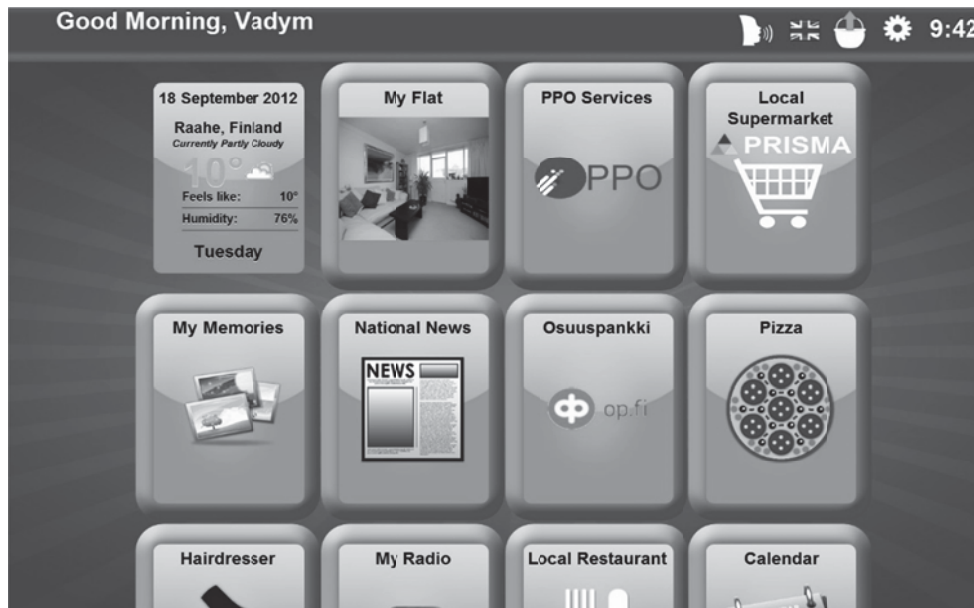 Good Morning, Vadym
9:42
18 September 2012
Raahe, Finland
Currently Partly Cloudy
10°
Feels like: 10°
Humidity: 76%
Tuesday
My Flat
PPO Services
PPO
Local
Supermarket
PRISMA
My Memories
National News
NEWS
Osuuspankki
op.fi
Pizza
Hairdresser
My Radio
Local Restaurant
Calendar